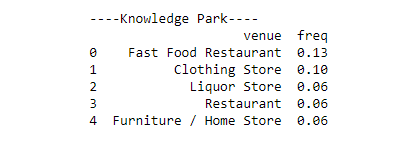 ----Knowledge Park----
venue freq
0 Fast Food Restaurant 0.13
1 Clothing Store 0.10
2 Liquor Store 0.06
3 Restaurant 0.06
4 Furniture / Home Store 0.06